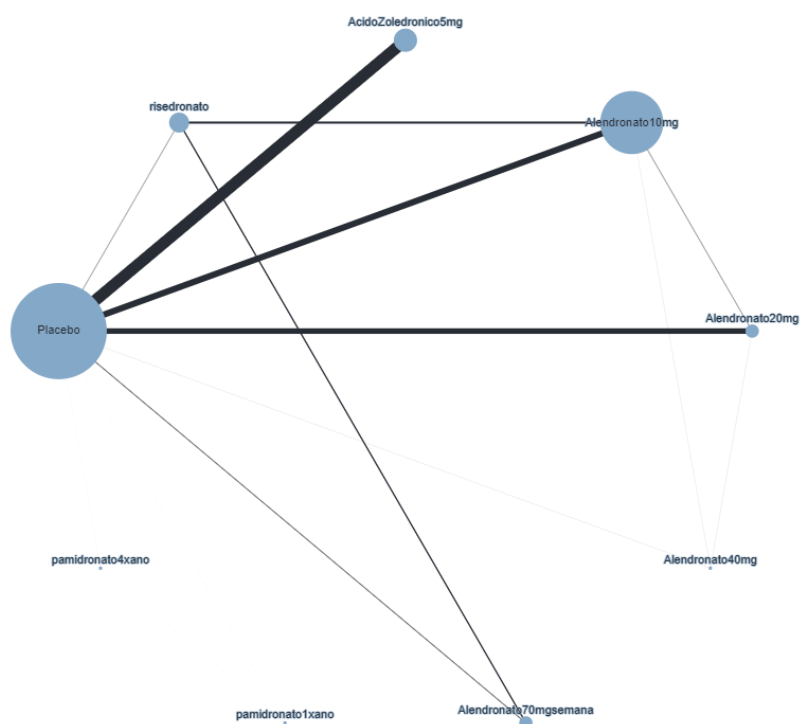 AcidoZoledronico5mg
risedronato
Alendronato10mg
Alendronato20mg
Placebo
pamidronato4xano
Alendronato40mg
Alendronato70mgsemana
pamidronato1xano